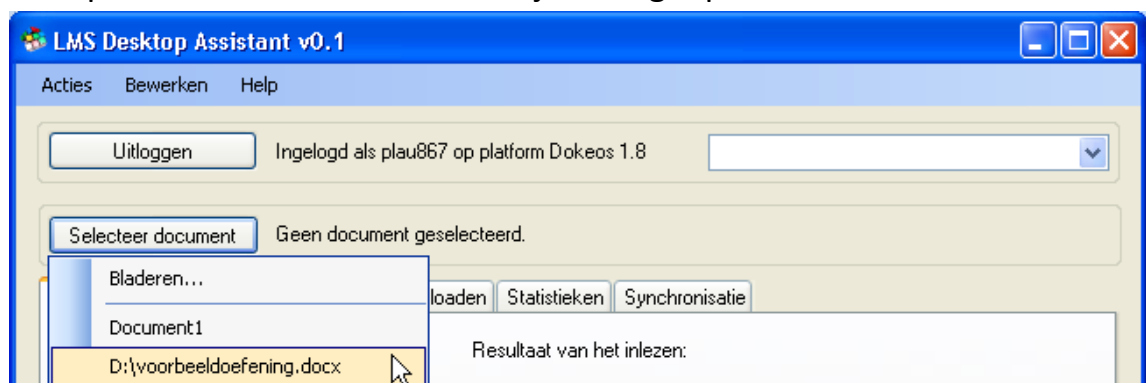 LMS Desktop Assistant v0.1
Acties Bewerken Help
Uitloggen Ingelogd als plau867 op platform Dokeos 1.8
Selecteer document Geen document geselecteerd.
Bladeren...
loaden Statistieken Synchronisatie
Document1
Resultaat van het inlezen:
D:\voorbeeldoefening.docx